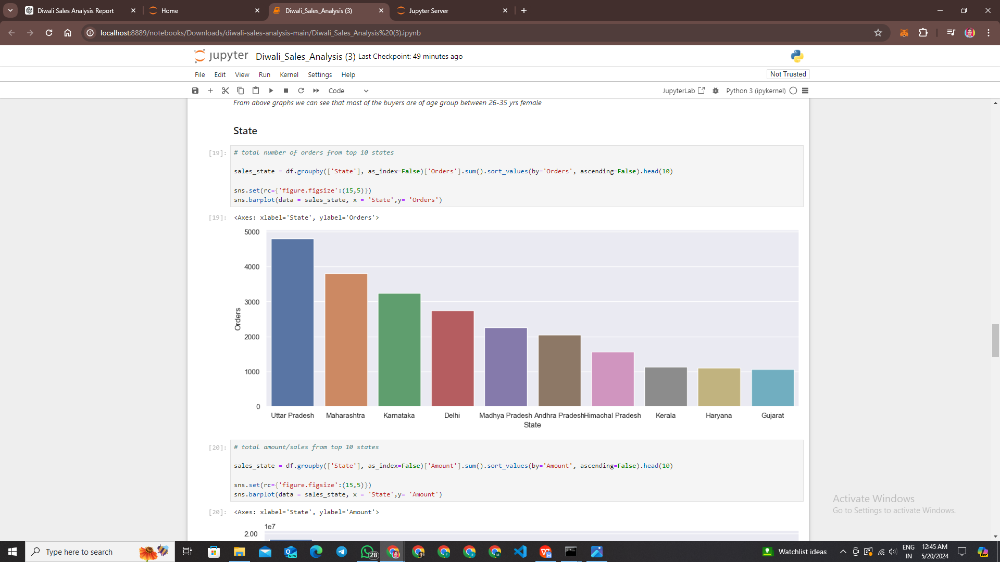 Diwali Sales Analysis Report
Home
Diwali_Sales_Analysis (3)
Jupyter Server
localhost:8889/notebooks/Downloads/diwali-sales-analysis-main/Diwali_Sales_Analysis%20(3).ipynb
jupyter Diwali_Sales_Analysis (3) Last Checkpoint: 49 minutes ago
File Edit View Run Kernel Settings Help
Not Trusted
Code
JupyterLab
Python 3 (ipykernel)
From above graphs we can see that most of the buyers are of age group between 26-35 yrs female
State
[19]:
# total number of orders from top 10 states
sales_state = df.groupby(['State'], as_index=False)['Orders'].sum().sort_values(by='Orders', ascending=False).head(10)
sns.set(rc={'figure.figsize':(15,5)})
sns.barplot(data = sales_state, x = 'State',y= 'Orders')
[19]: <Axes: xlabel='State', ylabel='Orders'>
5000
4000
3000
2000
1000
0
Orders
Uttar Pradesh Maharashtra Karnataka Delhi Madhya Pradesh Andhra Pradesh Himachal Pradesh Kerala Haryana Gujarat
State
[20]:
# total amount/sales from top 10 states
sales_state = df.groupby(['State'], as_index=False)['Amount'].sum().sort_values(by='Amount', ascending=False).head(10)
sns.set(rc={'figure.figsize':(15,5)})
sns.barplot(data = sales_state, x = 'State',y= 'Amount')
[20]: <Axes: xlabel='State', ylabel='Amount'>
1e7
2.00
Activate Windows
Go to Settings to activate Windows.
Type here to search
NEW
28
Watchlist ideas
ENG
IN
12:45 AM
5/20/2024
PRE